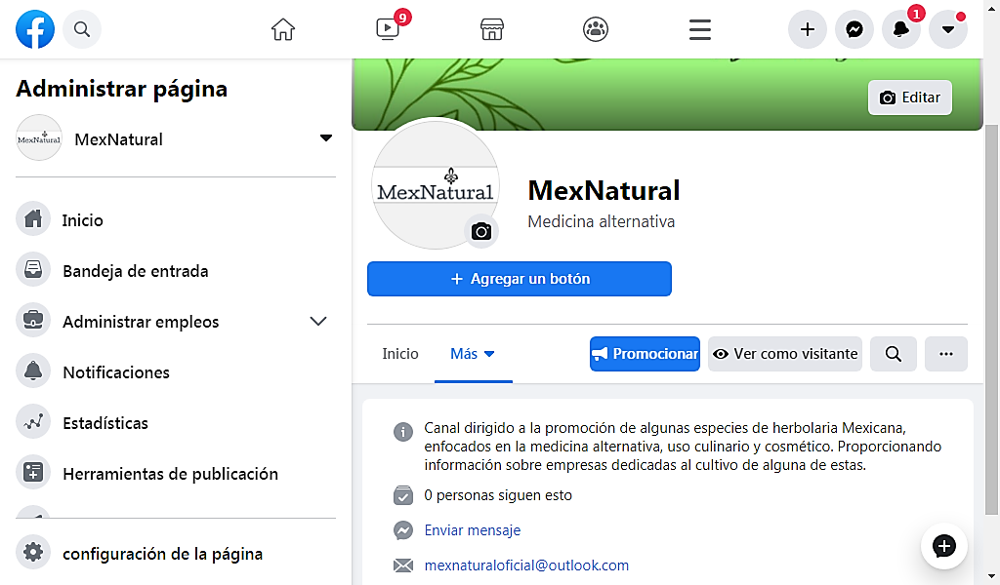 9
1
Administrar página
MexNatural
MexNatural
Inicio
Bandeja de entrada
Administrar empleos
Notificaciones
Estadísticas
Herramientas de publicación
configuración de la página
Editar
MexNatural
MexNatural
Medicina alternativa
+ Agregar un botón
Inicio
Más
Promocionar
Ver como visitante
...
Canal dirigido a la promoción de algunas especies de herbolaria Mexicana,
enfocados en la medicina alternativa, uso culinario y cosmético. Proporcionando
información sobre empresas dedicadas al cultivo de alguna de estas.
0 personas siguen esto
Enviar mensaje
mexnaturaloficial@outlook.com